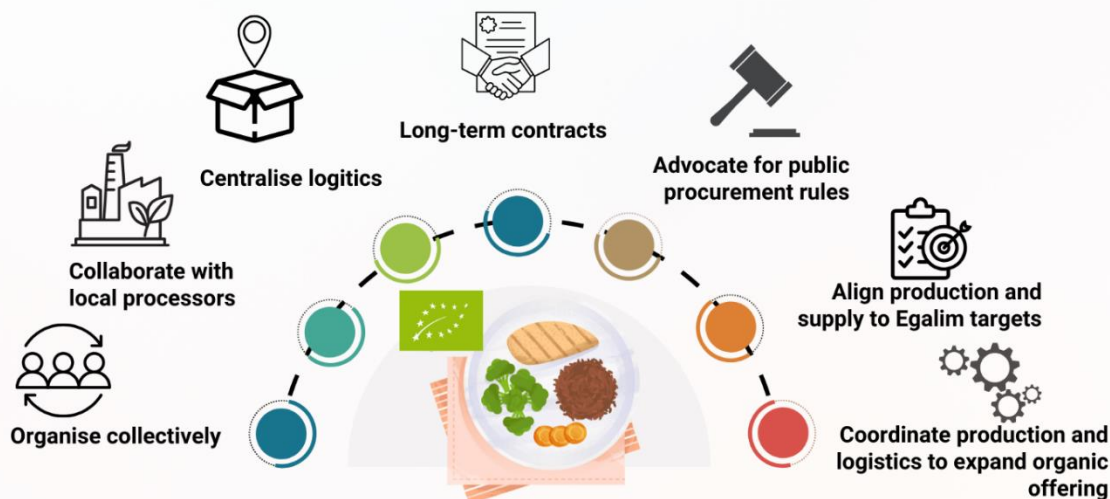 Long-term contracts
Advocate for public
procurement rules
Centralise logitics
Collaborate with
local processors
Align production and
supply to Egalim targets
Organise collectively
Coordinate production and
logistics to expand organic
offering